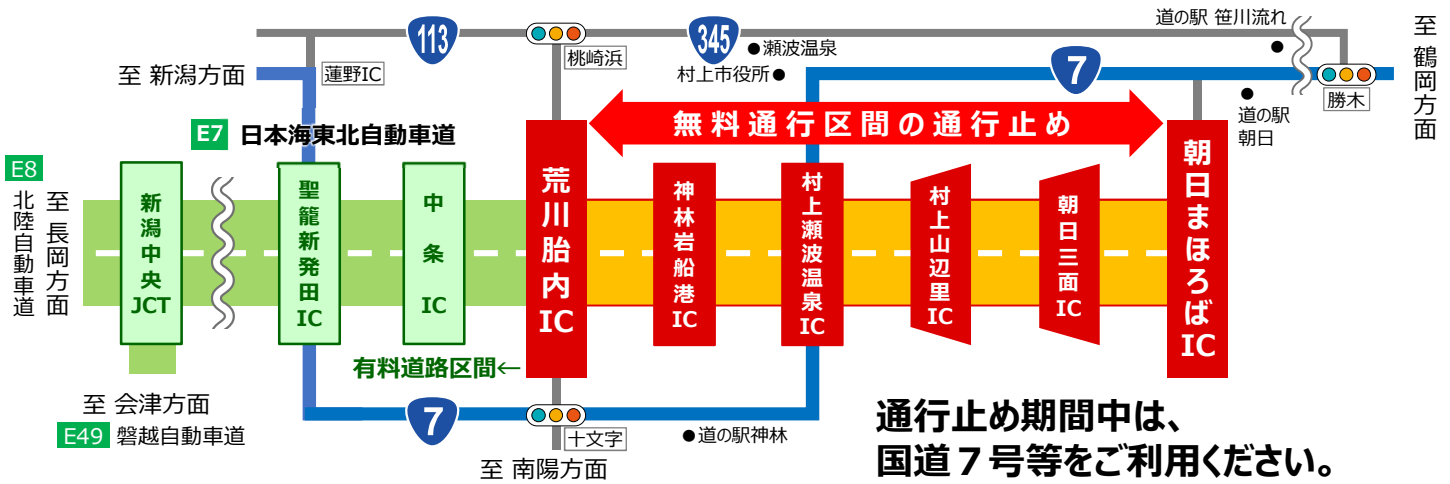 113
345
瀬波温泉
道の駅 笹川流れ
至 鶴岡方面
至 新潟方面
蓮野IC
桃崎浜
村上市役所
7
勝木
道の駅
朝日
E7 日本海東北自動車道
無料通行区間の通行止め
E8
北陸自動車道
至 長岡方面
新潟中央JCT
聖籠新発田IC
中条IC
荒川胎内IC
神林岩船港IC
村上瀬波温泉IC
村上山辺里IC
朝日三面IC
朝日まほろばIC
有料道路区間←
至 会津方面
E49 磐越自動車道
7
十文字
道の駅神林
至 南陽方面
通行止め期間中は、
国道７号等をご利用ください。